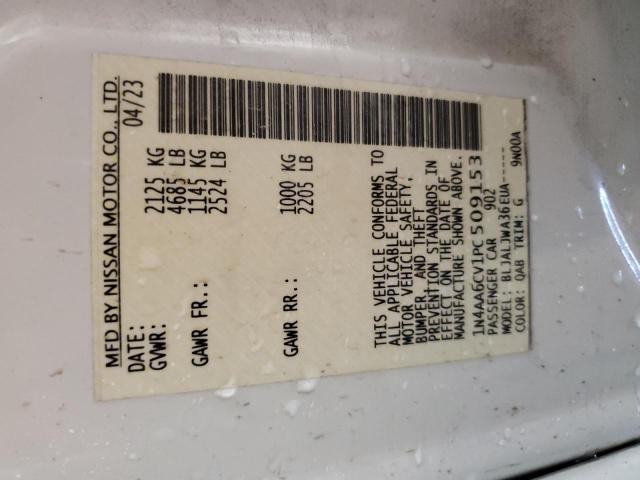 MFD BY NISSAN MOTOR CO., LTD.
DATE: 04/23
GVWR: 2125 KG
4685 LB
GAWR FR.: 1145 KG
2524 LB
GAWR RR.: 1000 KG
2205 LB
THIS VEHICLE CONFORMS TO
ALL APPLICABLE FEDERAL
MOTOR VEHICLE SAFETY,
BUMPER, AND THEFT
PREVENTION STANDARDS IN
EFFECT ON THE DATE OF
MANUFACTURE SHOWN ABOVE.
1N4AA6CV1PC509153
PASSENGER CAR 902
MODEL: BLJALJWA36EUA-----
COLOR: QAB TRIM: G 9N00A